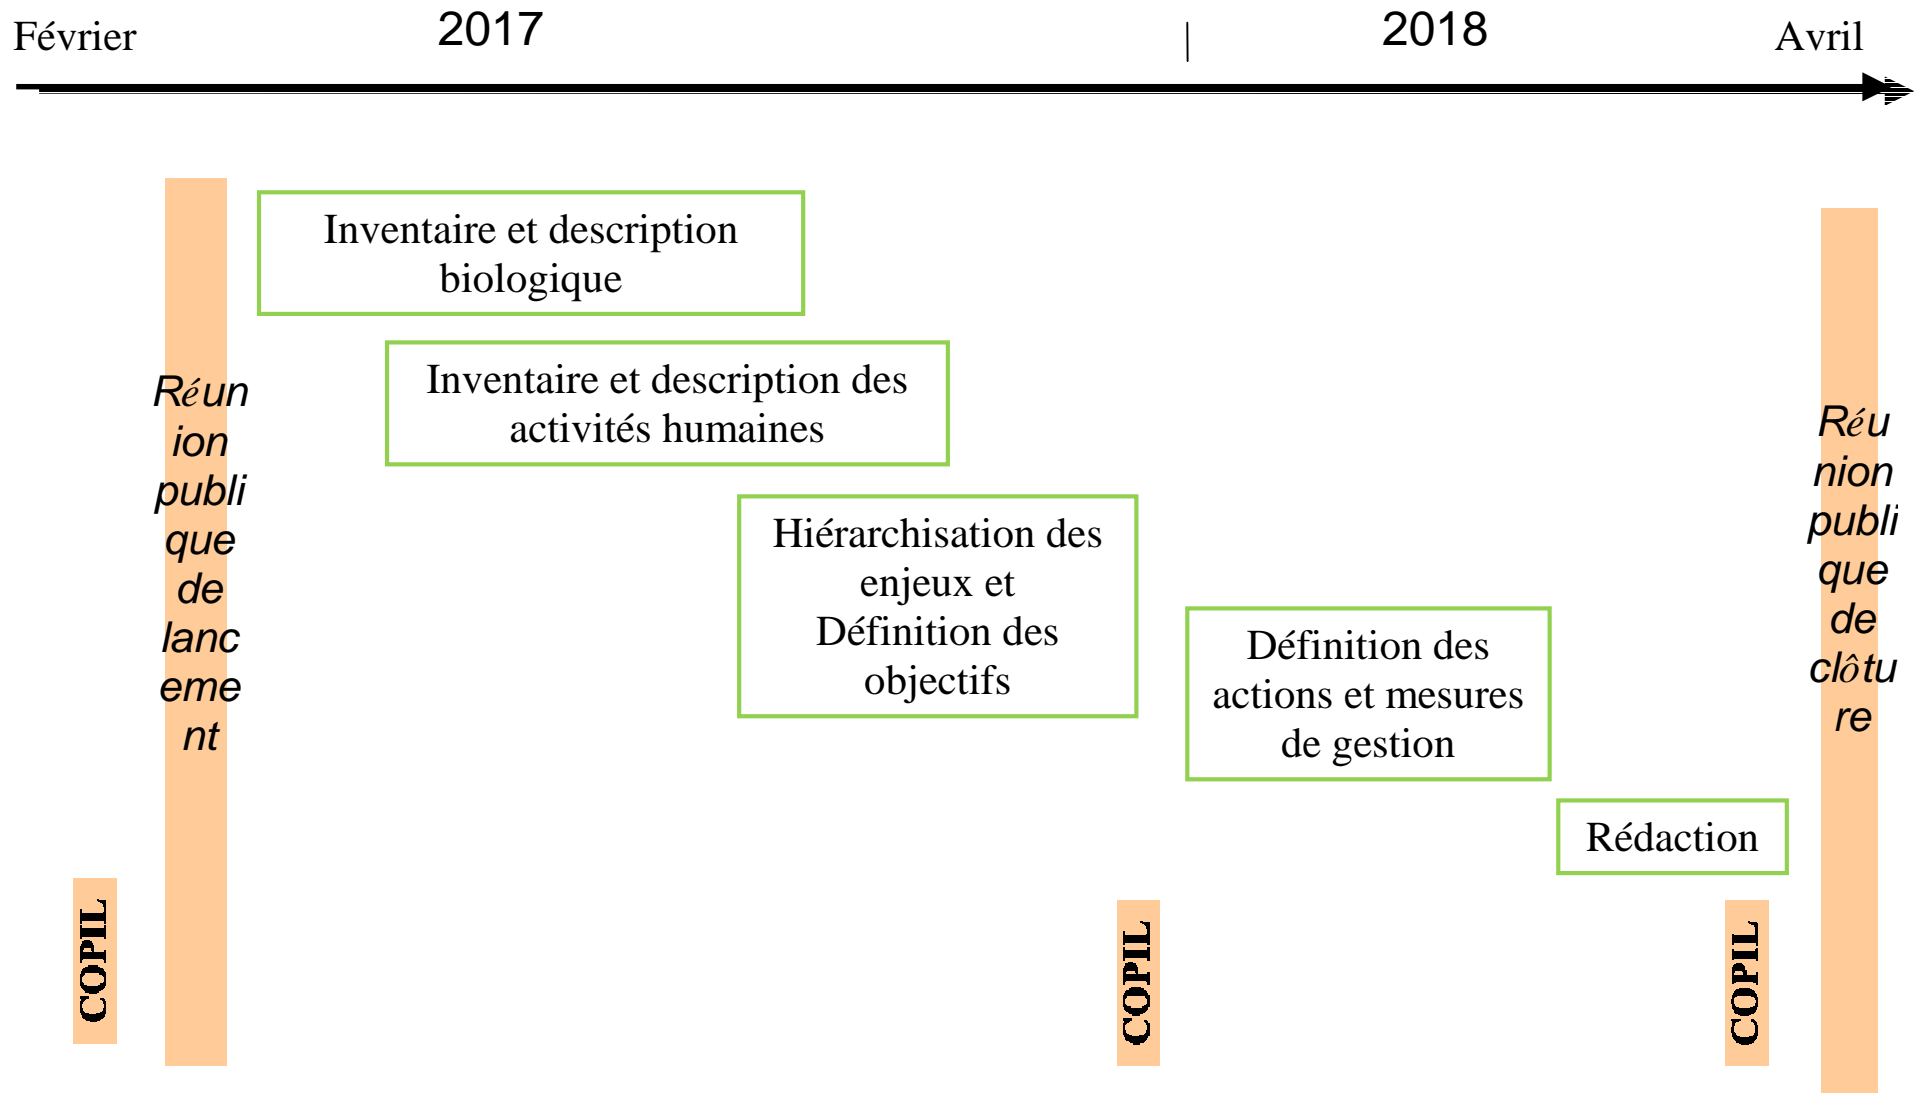 Février
2017
|
2018
Avril
Inventaire et description
biologique
Inventaire et description des
activités humaines
Réun
ion
publi
que
de
lanc
eme
nt
Hiérarchisation des
enjeux et
Définition des
objectifs
Définition des
actions et mesures
de gestion
Réu
nion
publi
que
de
clôtu
re
Rédaction
COPIL
COPIL
COPIL